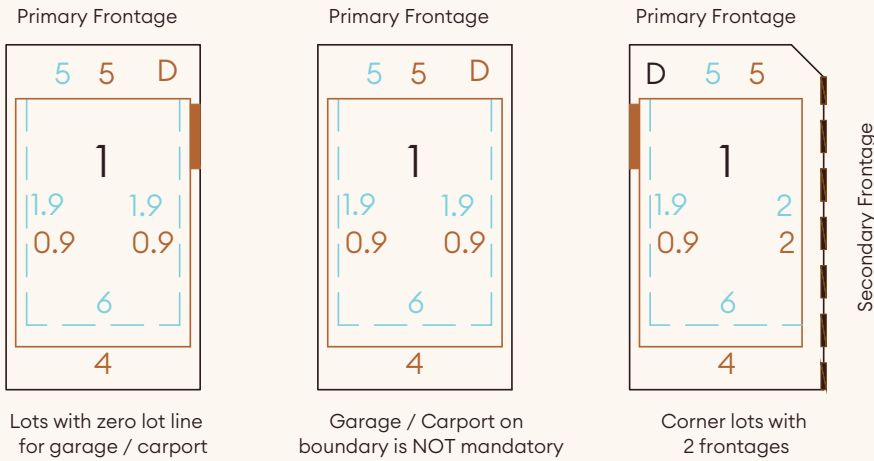 Primary Frontage
5 5 D
1
1.9 1.9
0.9 0.9
6
4
Lots with zero lot line
for garage / carport
Primary Frontage
5 5 D
1
1.9 1.9
0.9 0.9
6
4
Garage / Carport on
boundary is NOT mandatory
Primary Frontage
D 5 5
1
1.9 2
0.9 2
6
4
Secondary Frontage
Corner lots with
2 frontages